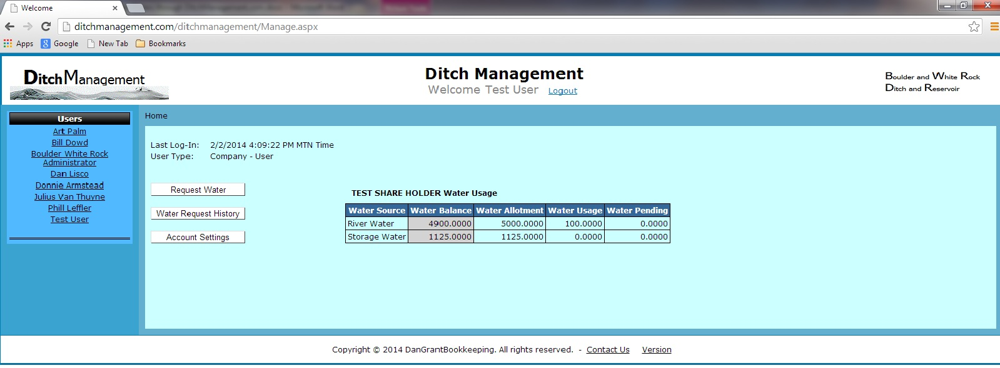 Welcome
ditchmanagement.com/ditchmanagement/Manage.aspx
Apps Google New Tab Bookmarks
DitchManagement
Ditch Management
Welcome Test User Logout
Boulder and White Rock
Ditch and Reservoir
Users
Art Palm
Bill Dowd
Boulder White Rock
Administrator
Dan Lisco
Donnie Armstead
Julius Van Thuyne
Phill Leffler
Test User
Home
Last Log-In: 2/2/2014 4:09:22 PM MTN Time
User Type: Company - User
Request Water
Water Request History
Account Settings
TEST SHARE HOLDER Water Usage
Water Source Water Balance Water Allotment Water Usage Water Pending
River Water 4900.0000 5000.0000 100.0000 0.0000
Storage Water 1125.0000 1125.0000 0.0000 0.0000
Copyright © 2014 DanGrantBookkeeping. All rights reserved. - Contact Us Version